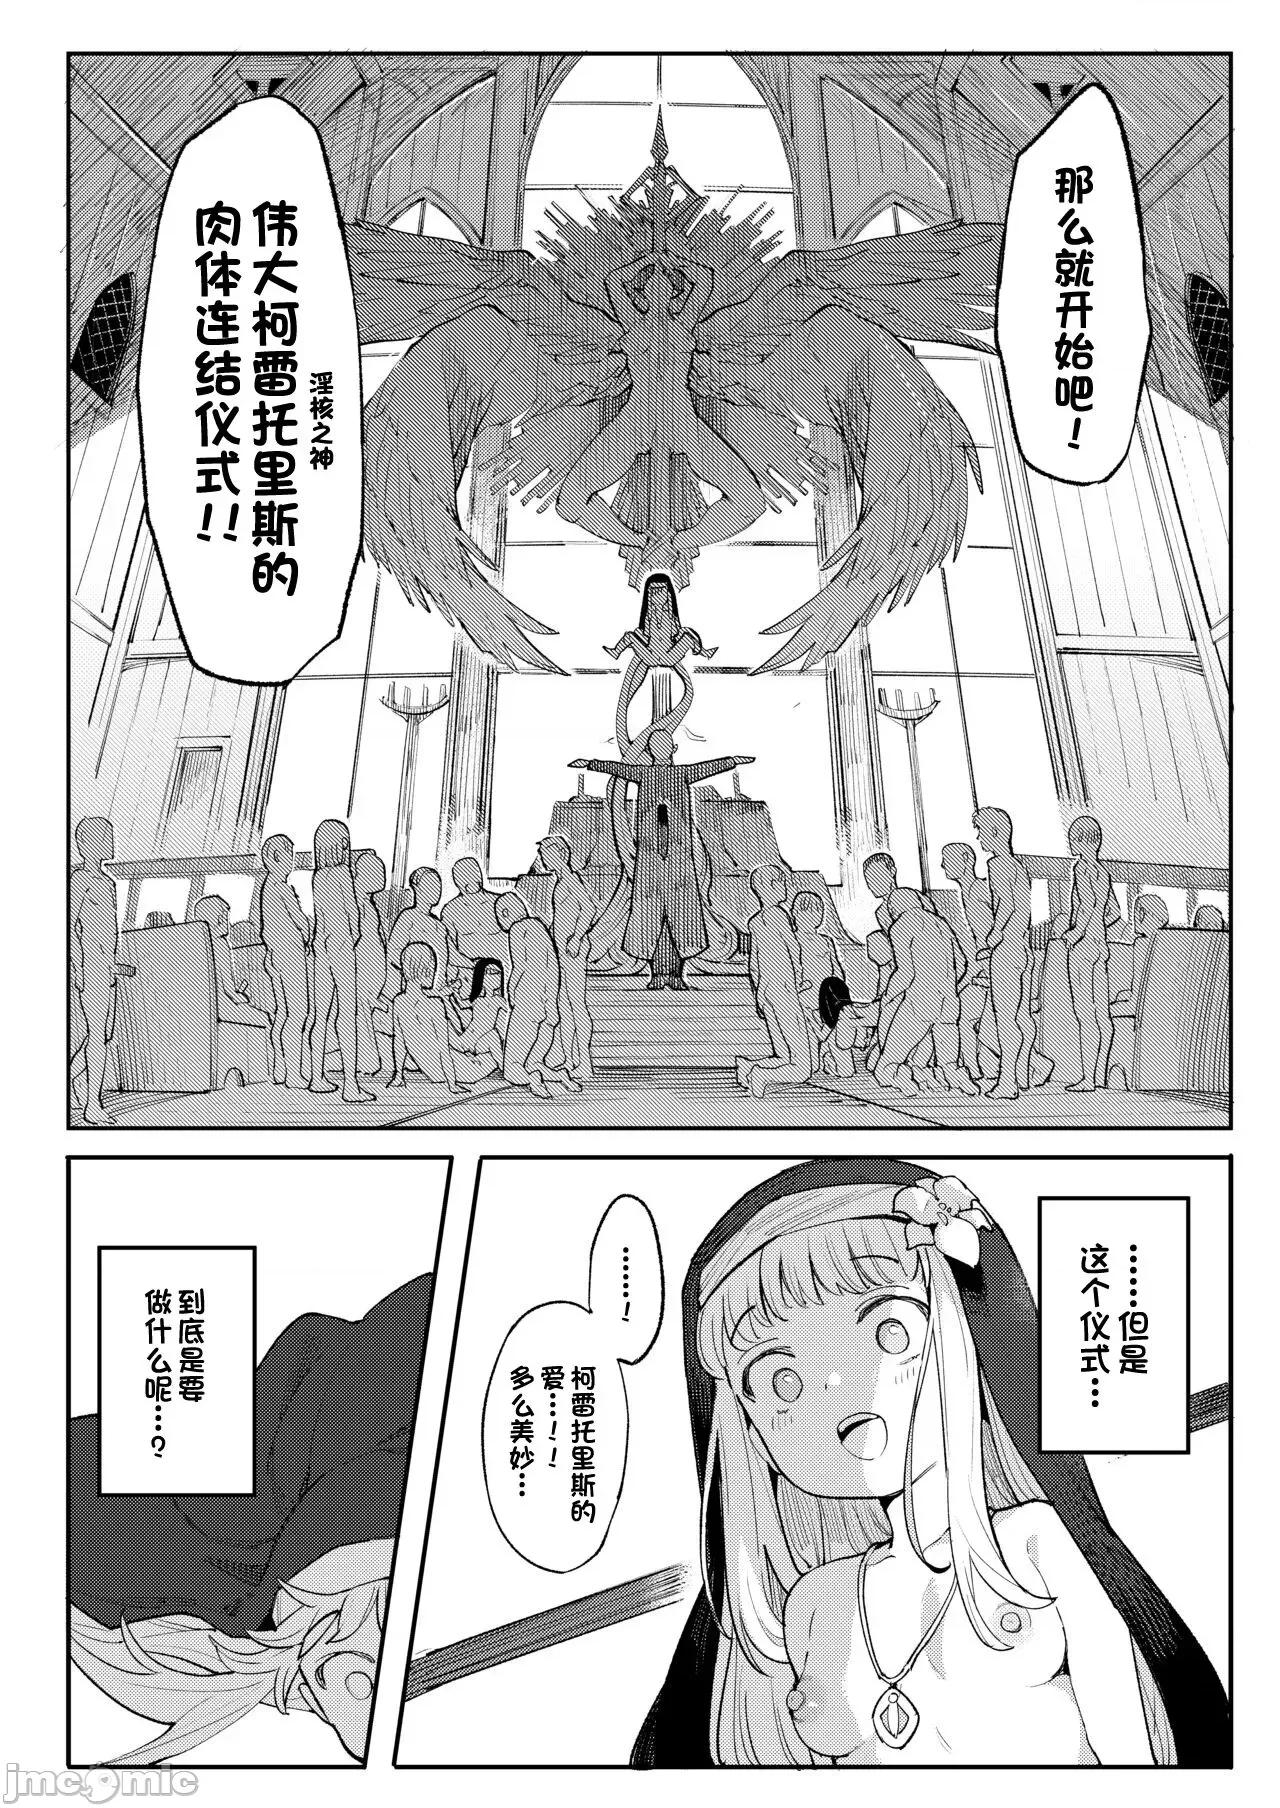 那么就开始吧！
伟大柯雷托里斯的
淫核之神
肉体连结仪式！！
……但是
这个仪式…
……！
柯雷托里斯的
爱…！！
多么美妙…
到底是要
做什么呢…？
jmcomic